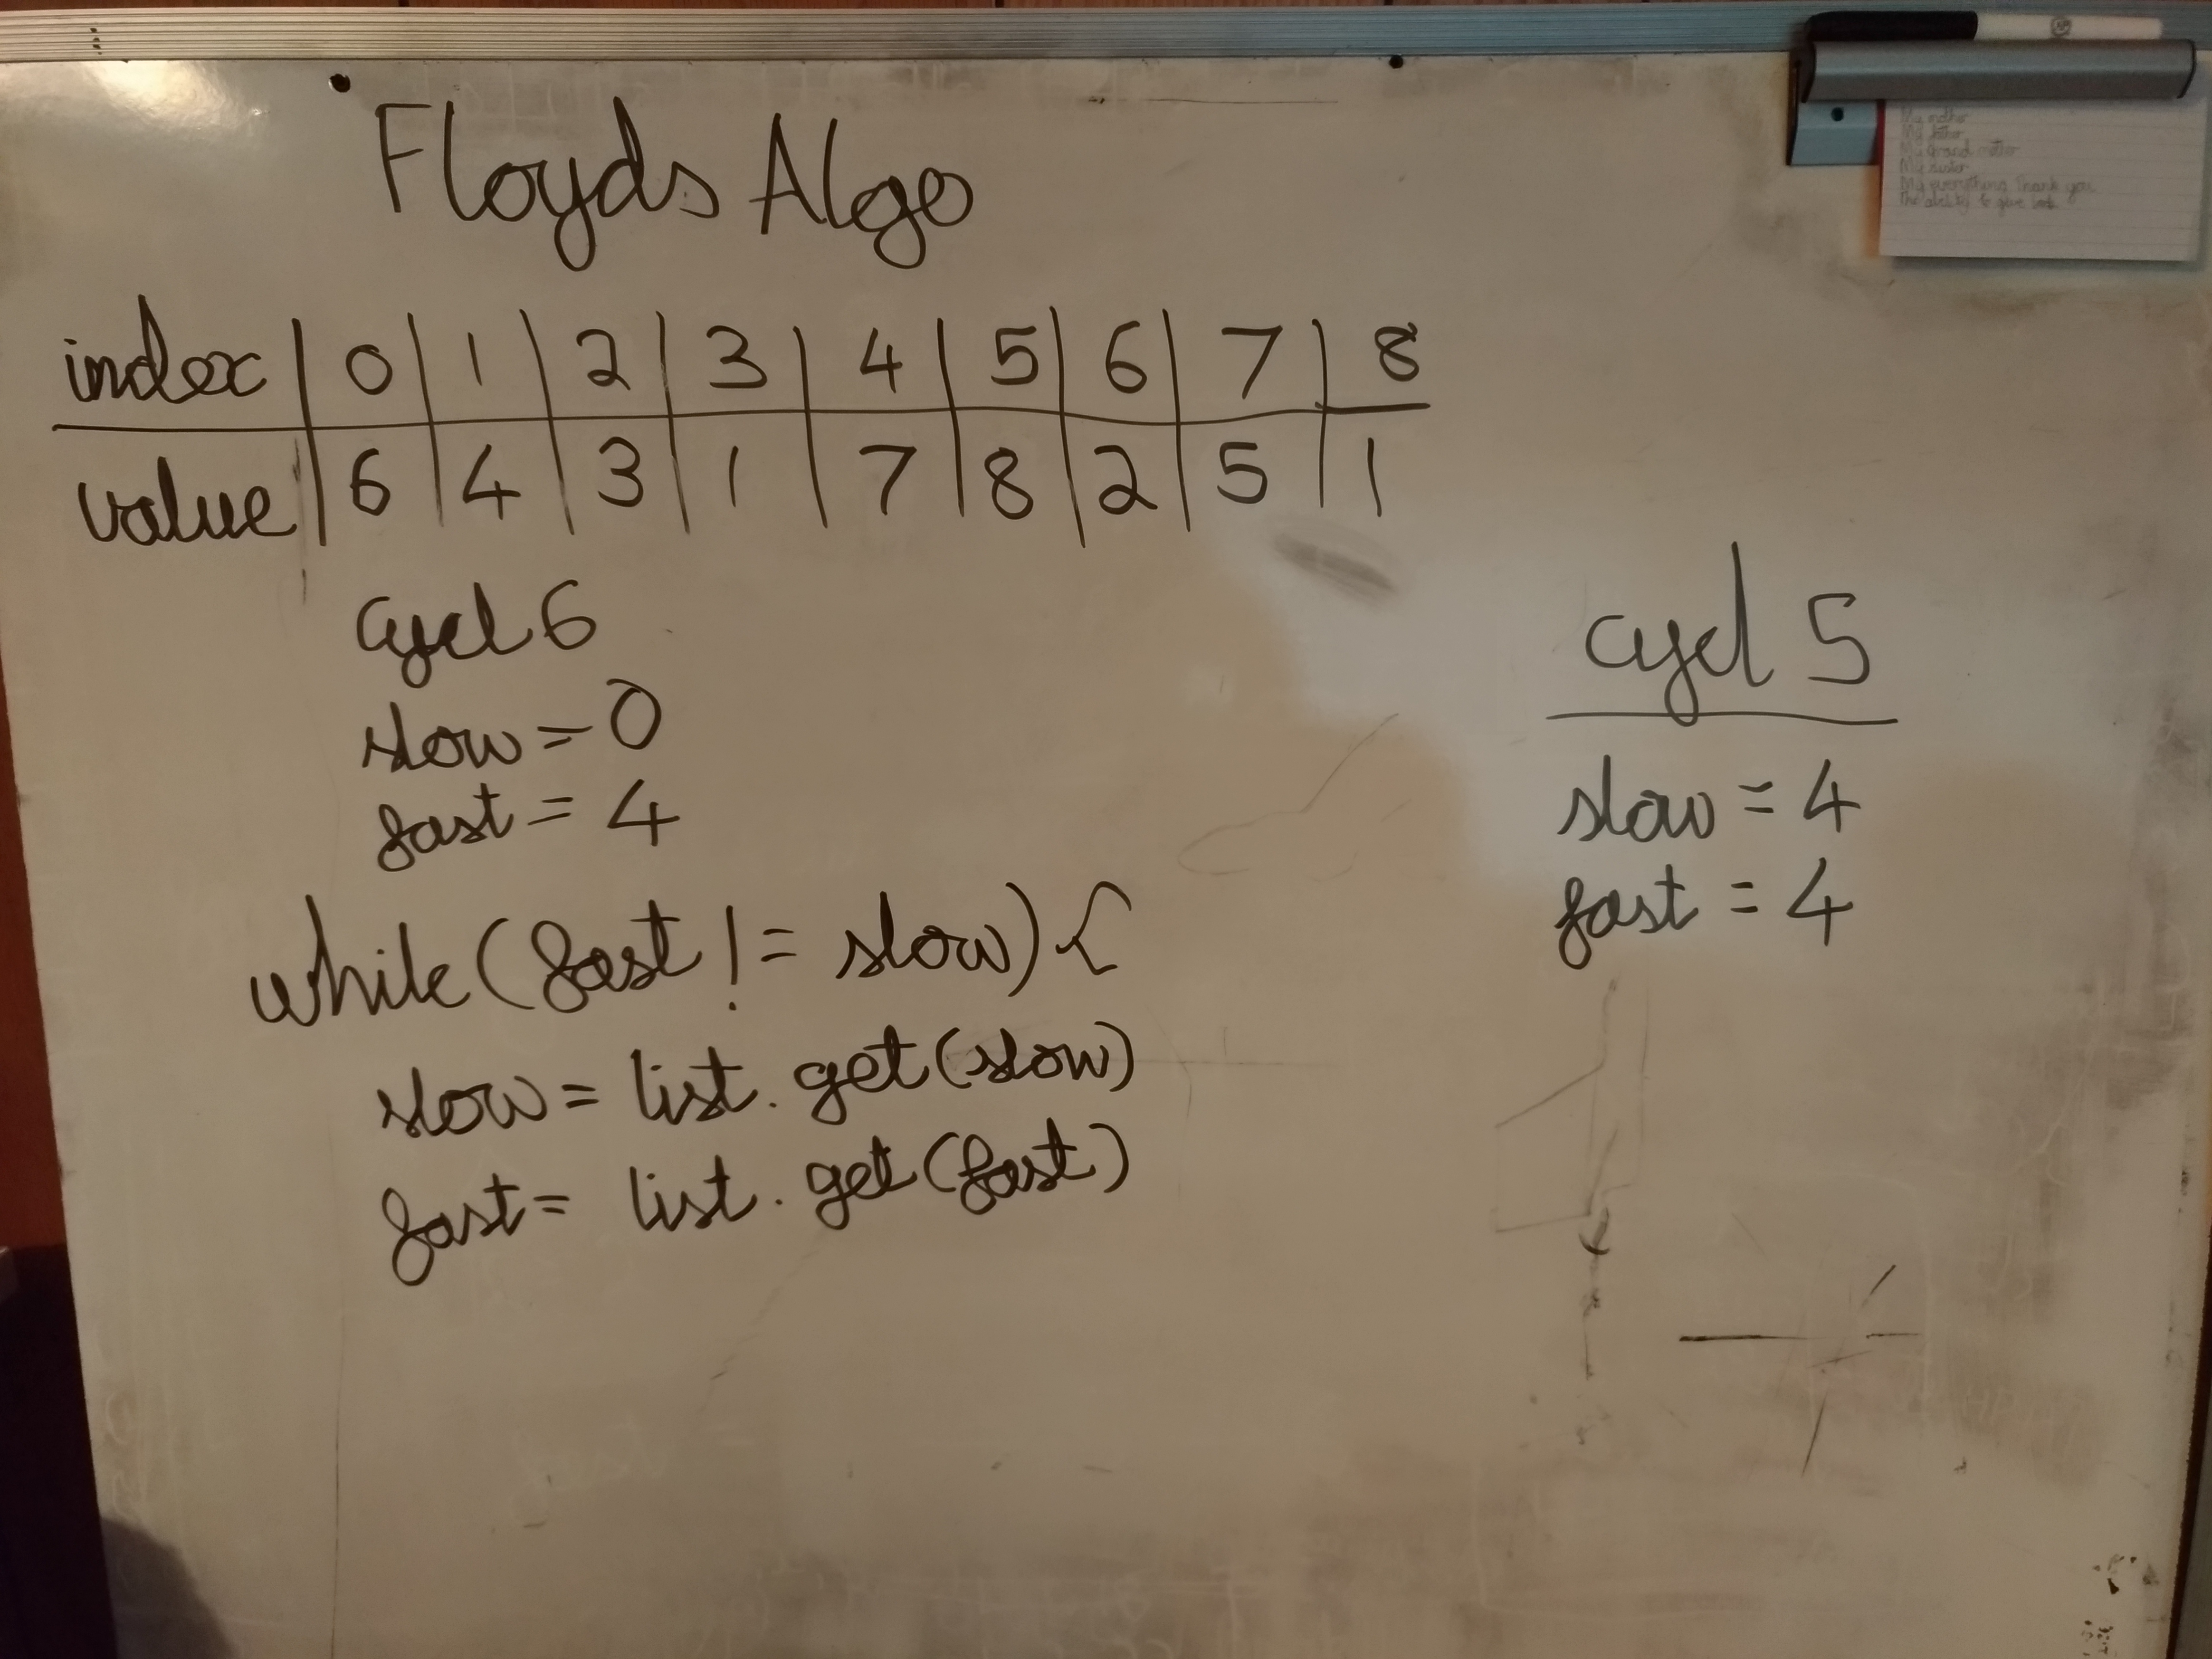 Floyds Algo
index | 0 | 1 | 2 | 3 | 4 | 5 | 6 | 7 | 8
value | 6 | 4 | 3 | 1 | 7 | 8 | 2 | 5 | 1
Cycl 6
slow = 0
fast = 4
while (fast != slow) {
slow = list. get (slow)
fast = list. get (fast)
cycl 5
slow = 4
fast = 4
My mother
My father
My grand mother
My sister
My everything Thank you
The ability to give